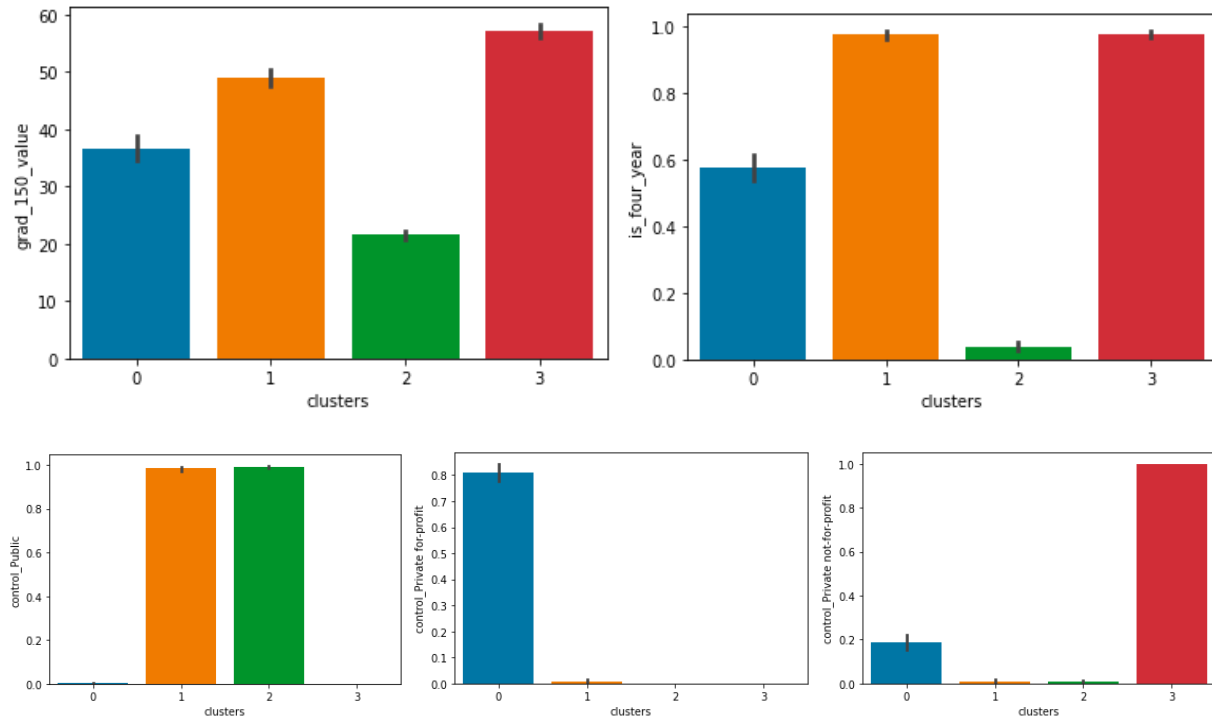 60
50
40
30
20
10
0
grad_150_value
0 1 2 3
clusters
1.0
0.8
0.6
0.4
0.2
0.0
is_four_year
0 1 2 3
clusters
1.0
0.8
0.6
0.4
0.2
0.0
control_Public
0 1 2 3
clusters
0.8
0.7
0.6
0.5
0.4
0.3
0.2
0.1
0.0
control_Private for-profit
0 1 2 3
clusters
1.0
0.8
0.6
0.4
0.2
0.0
control_Private not-for-profit
0 1 2 3
clusters